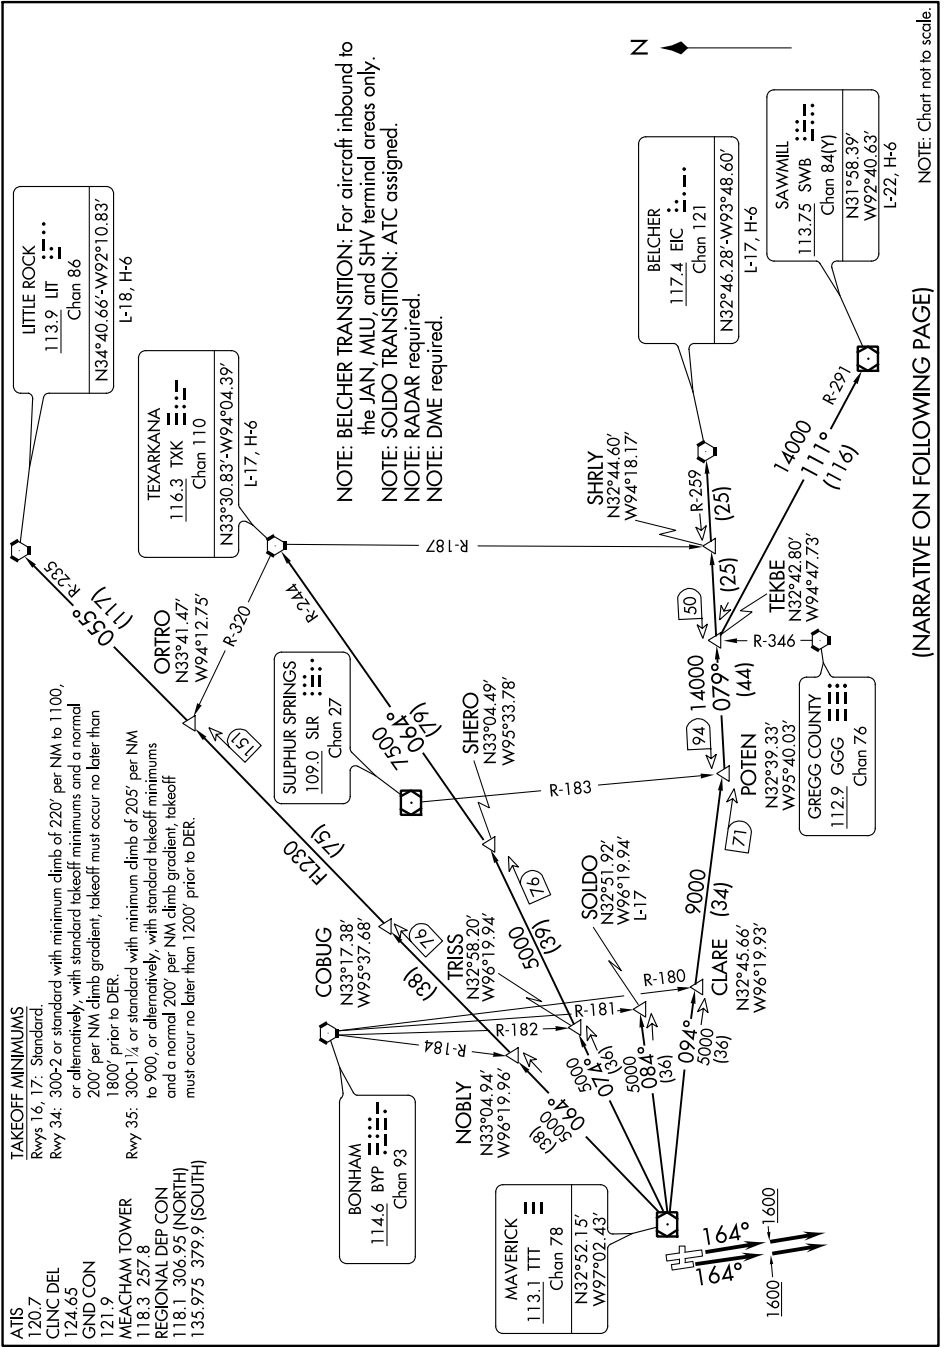 ATIS
120.7
CLNC DEL
124.65
GND CON
121.9
MEACHAM TOWER
118.3 257.8
REGIONAL DEP CON
118.1 306.95 (NORTH)
135.975 379.9 (SOUTH)
TAKEOFF MINIMUMS
Rwys 16, 17: Standard.
Rwy 34: 300-2 or standard with minimum climb of 220' per NM to 1100,
or alternatively, with standard takeoff minimums and a normal
200' per NM climb gradient, takeoff must occur no later than
1800' prior to DER.
Rwy 35: 300-1¼ or standard with minimum climb of 205' per NM
to 900, or alternatively, with standard takeoff minimums
and a normal 200' per NM climb gradient, takeoff
must occur no later than 1200' prior to DER.
LITTLE ROCK
113.9 LIT
Chan 86
N34°40.66'-W92°10.83'
L-18, H-6
TEXARKANA
116.3 TXK
Chan 110
N33°30.83'-W94°04.39'
L-17, H-6
NOTE: BELCHER TRANSITION: For aircraft inbound to
the JAN, MLU, and SHV terminal areas only.
NOTE: SOLDO TRANSITION: ATC assigned.
NOTE: RADAR required.
NOTE: DME required.
N
R-235
055°
(117)
ORTRO
N33°41.47'
W94°12.75'
R-320
151
FL230
(75)
COBUG
N33°17.38'
W95°37.68'
76
(38)
SULPHUR SPRINGS
109.0 SLR
Chan 27
R-244
7500
064°
(79)
SHERO
N33°04.49'
W95°33.78'
76
5000
(39)
TRISS
N32°58.20'
W96°19.94'
BONHAM
114.6 BYP
Chan 93
R-184
R-182
R-181
R-180
NOBLY
N33°04.94'
W96°19.96'
064°
5000
(38)
5000
074°
(36)
SOLDO
N32°51.92'
W96°19.94'
L-17
5000
084°
(36)
094°
5000
(36)
CLARE
N32°45.66'
W96°19.93'
9000
(34)
71
R-183
POTEN
N32°39.33'
W95°40.03'
94
14000
079°
(44)
50
R-187
SHRLY
N32°44.60'
W94°18.17'
R-259
(25)
(25)
TEKBE
N32°42.80'
W94°47.73'
R-346
GREGG COUNTY
112.9 GGG
Chan 76
BELCHER
117.4 EIC
Chan 121
N32°46.28'-W93°48.60'
L-17, H-6
SAWMILL
113.75 SWB
Chan 84(Y)
N31°58.39'
W92°40.63'
L-22, H-6
R-291
14000
111°
(116)
MAVERICK
113.1 TTT
Chan 78
N32°52.15'
W97°02.43'
164°
164°
1600
1600
(NARRATIVE ON FOLLOWING PAGE)
NOTE: Chart not to scale.